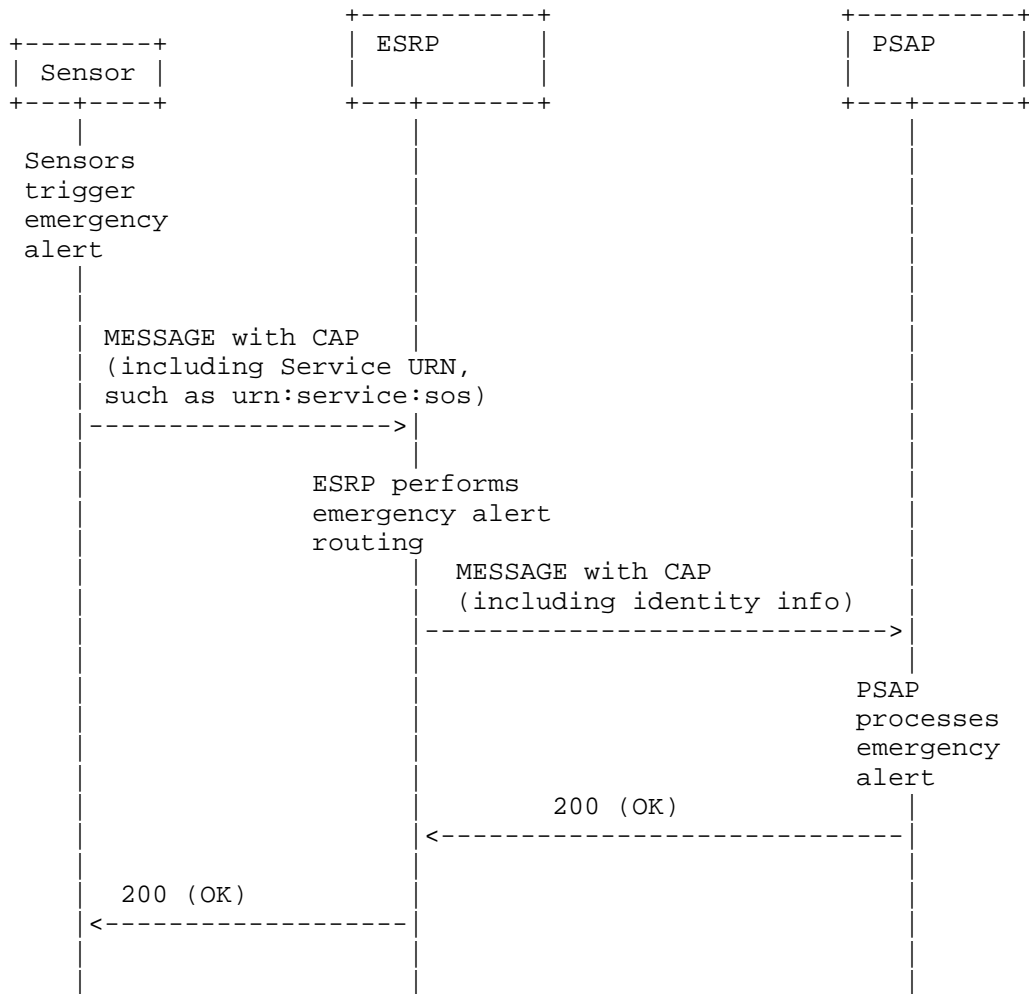 ESRP
PSAP
Sensor
Sensors
trigger
emergency
alert
MESSAGE with CAP
(including Service URN,
such as urn:service:sos)
ESRP performs
emergency alert
routing
MESSAGE with CAP
(including identity info)
PSAP
processes
emergency
alert
200 (OK)
200 (OK)